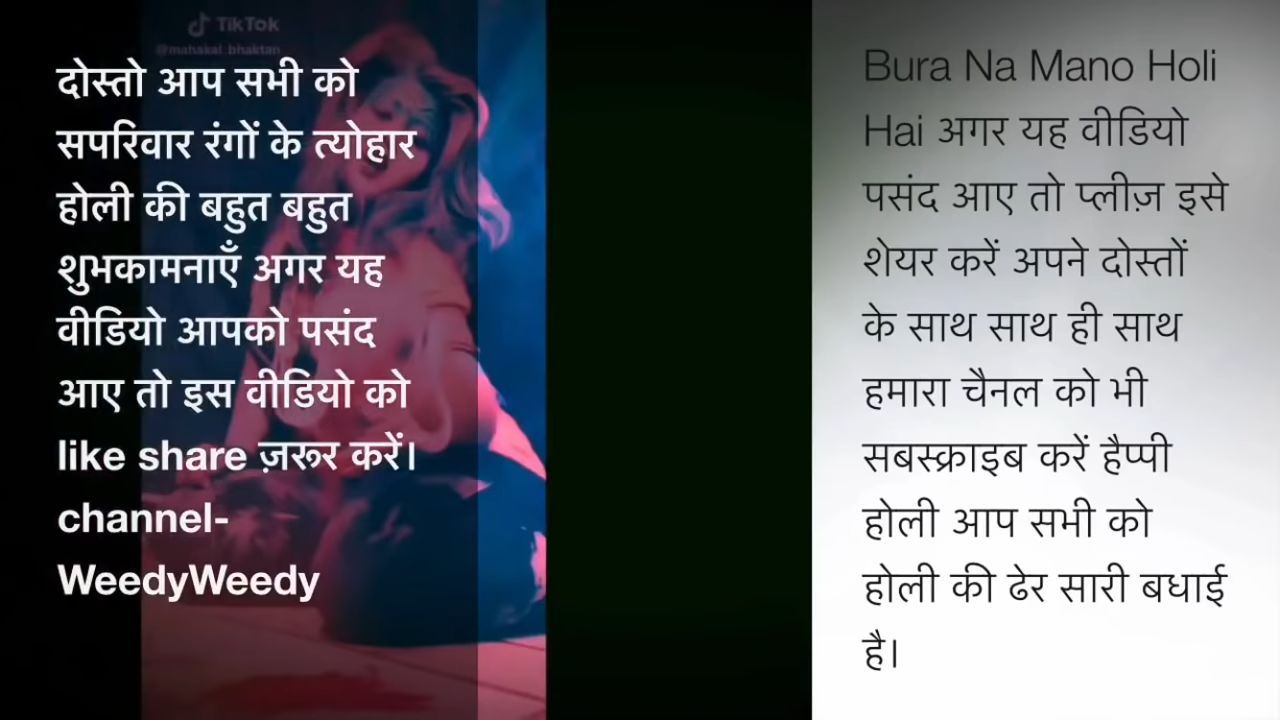 TikTok
@mahakal_bhaktan
दोस्तो आप सभी को
सपरिवार रंगों के त्योहार
होली की बहुत बहुत
शुभकामनाएँ अगर यह
वीडियो आपको पसंद
आए तो इस वीडियो को
like share ज़रूर करें।
channel-
WeedyWeedy
Bura Na Mano Holi
Hai अगर यह वीडियो
पसंद आए तो प्लीज़ इसे
शेयर करें अपने दोस्तों
के साथ साथ ही साथ
हमारा चैनल को भी
सबस्क्राइब करें हैप्पी
होली आप सभी को
होली की ढेर सारी बधाई
है।